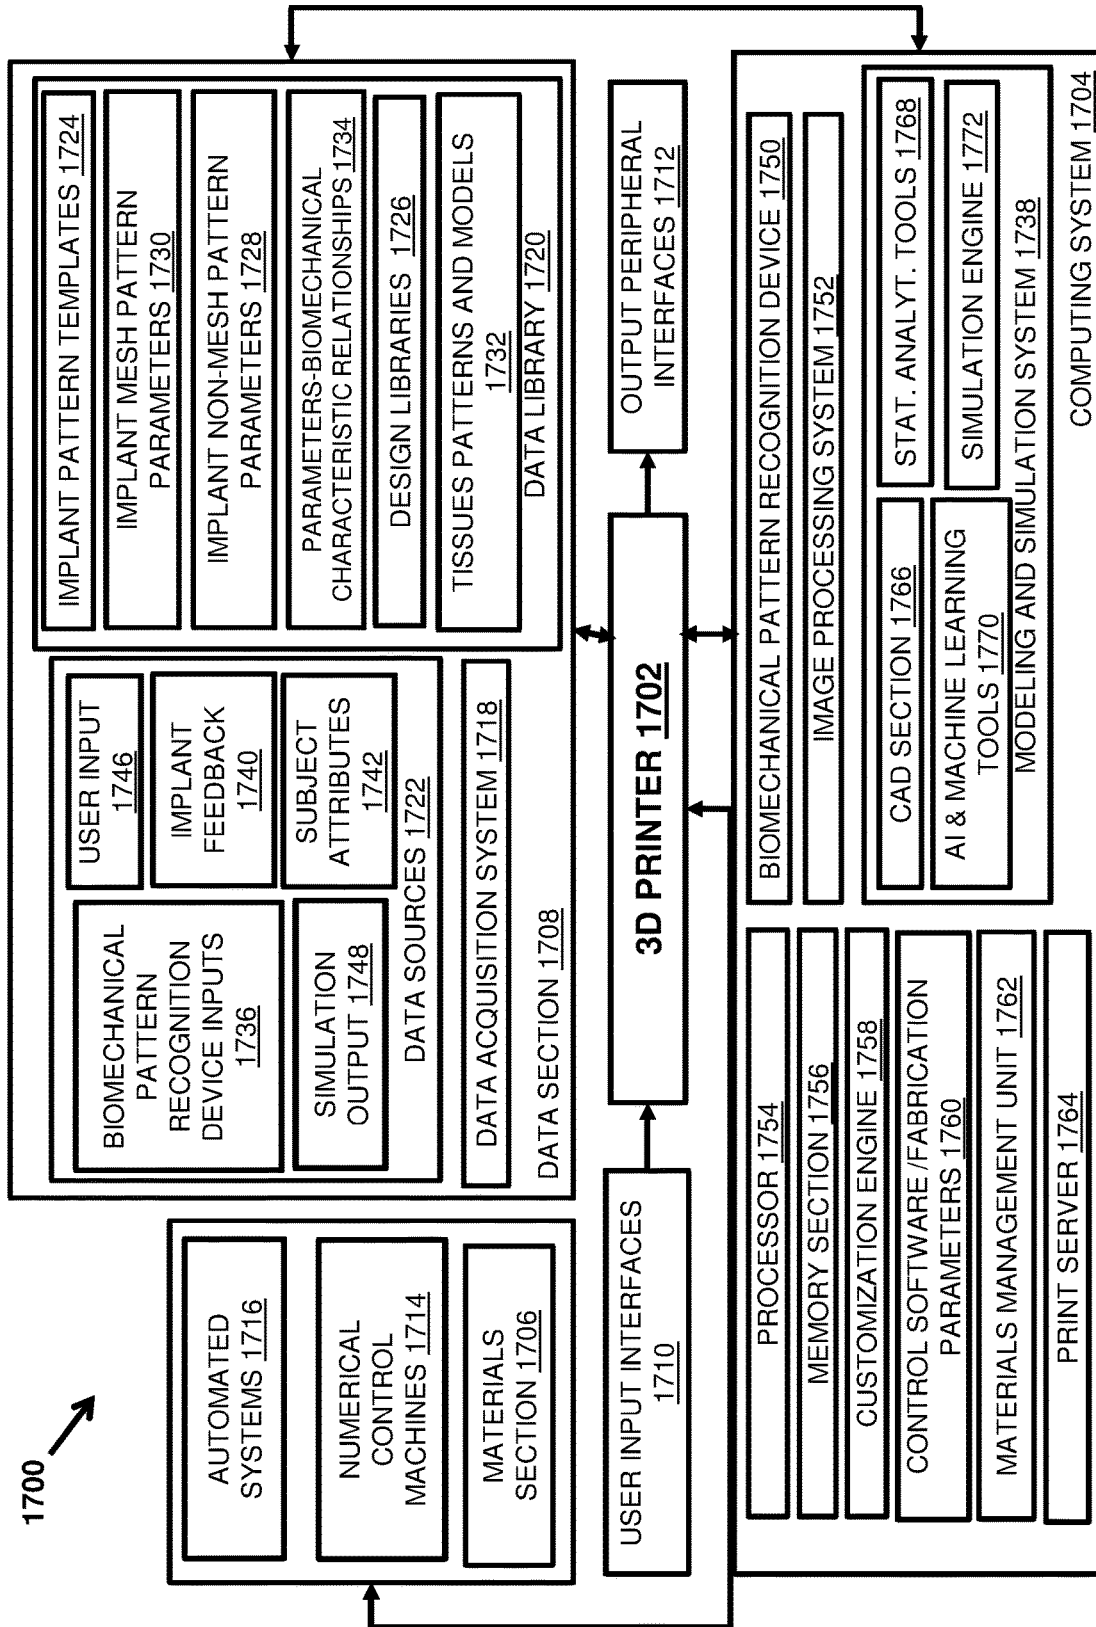 1700
AUTOMATED
SYSTEMS 1716
NUMERICAL
CONTROL
MACHINES 1714
MATERIALS
SECTION 1706
BIOMECHANICAL
PATTERN
RECOGNITION
DEVICE INPUTS
1736
SIMULATION
OUTPUT 1748
USER INPUT
1746
IMPLANT
FEEDBACK
1740
SUBJECT
ATTRIBUTES
1742
DATA SOURCES 1722
DATA ACQUISITION SYSTEM 1718
DATA SECTION 1708
IMPLANT PATTERN TEMPLATES 1724
IMPLANT MESH PATTERN
PARAMETERS 1730
IMPLANT NON-MESH PATTERN
PARAMETERS 1728
PARAMETERS-BIOMECHANICAL
CHARACTERISTIC RELATIONSHIPS 1734
DESIGN LIBRARIES 1726
TISSUES PATTERNS AND MODELS
1732
DATA LIBRARY 1720
USER INPUT INTERFACES
1710
3D PRINTER 1702
OUTPUT PERIPHERAL
INTERFACES 1712
PROCESSOR 1754
MEMORY SECTION 1756
CUSTOMIZATION ENGINE 1758
CONTROL SOFTWARE /FABRICATION
PARAMETERS 1760
MATERIALS MANAGEMENT UNIT 1762
PRINT SERVER 1764
BIOMECHANICAL PATTERN RECOGNITION DEVICE 1750
IMAGE PROCESSING SYSTEM 1752
CAD SECTION 1766
STAT. ANALYT. TOOLS 1768
AI & MACHINE LEARNING
TOOLS 1770
SIMULATION ENGINE 1772
MODELING AND SIMULATION SYSTEM 1738
COMPUTING SYSTEM 1704